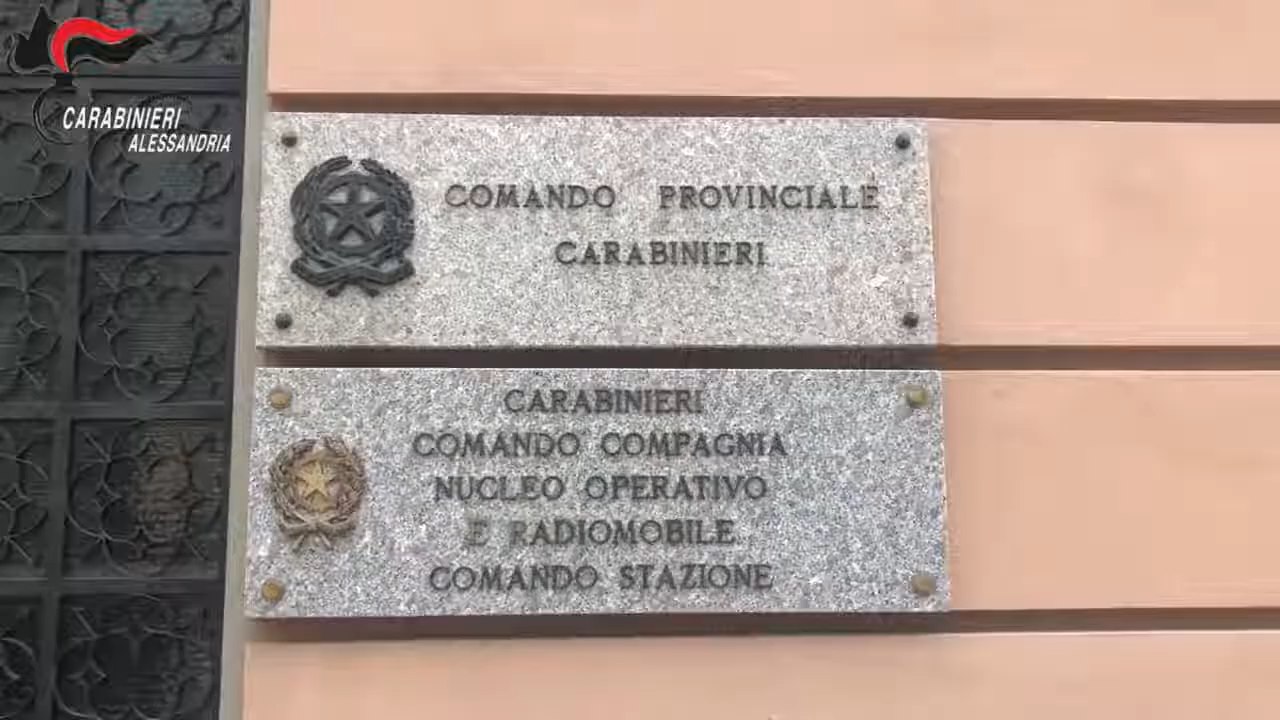 CARABINIERI
ALESSANDRIA
COMANDO PROVINCIALE
CARABINIERI
CARABINIERI
COMANDO COMPAGNIA
NUCLEO OPERATIVO
E RADIOMOBILE
COMANDO STAZIONE